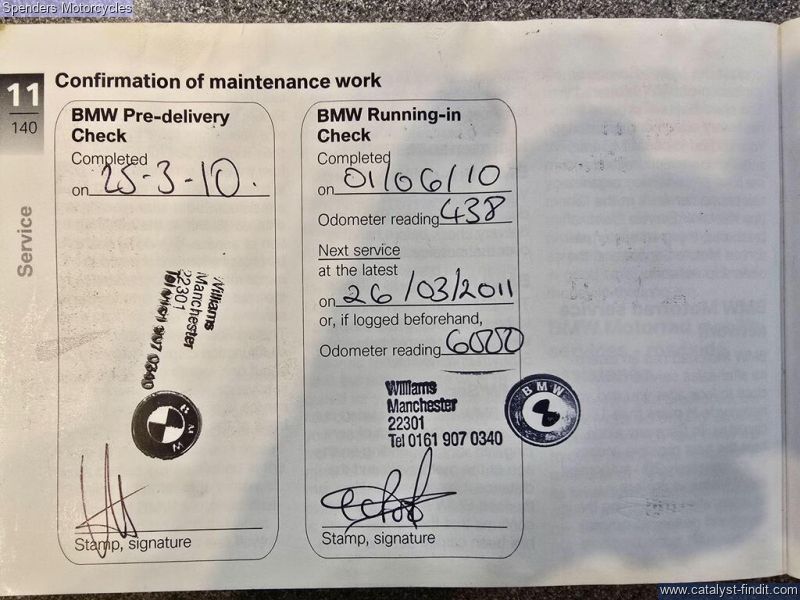 Spenders Motorcycles
11
140
Service
Confirmation of maintenance work
BMW Pre-delivery
Check
Completed
on 25-3-10.
Williams
Manchester
22301
Tel 0161 907 0340
BMW
Stamp, signature
BMW Running-in
Check
Completed
on 01/06/10
Odometer reading 438
Next service
at the latest
on 26/03/2011
or, if logged beforehand,
Odometer reading 6000
Williams
Manchester
22301
Tel 0161 907 0340
BMW
Stamp, signature
www.catalyst-findit.com